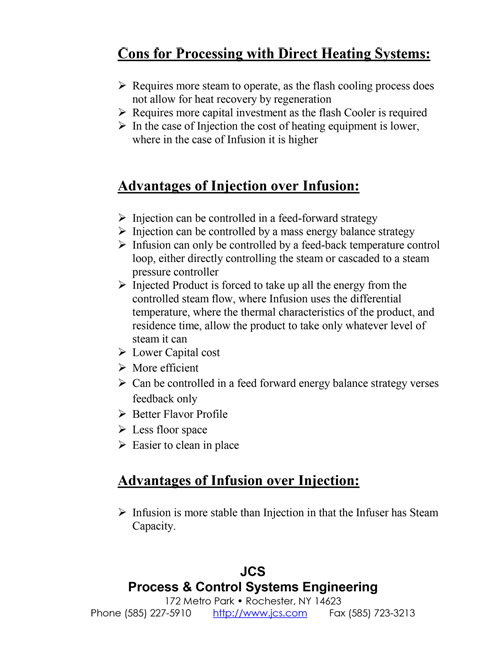 Cons for Processing with Direct Heating Systems:
➢ Requires more steam to operate, as the flash cooling process does
not allow for heat recovery by regeneration
➢ Requires more capital investment as the flash Cooler is required
➢ In the case of Injection the cost of heating equipment is lower,
where in the case of Infusion it is higher
Advantages of Injection over Infusion:
➢ Injection can be controlled in a feed-forward strategy
➢ Injection can be controlled by a mass energy balance strategy
➢ Infusion can only be controlled by a feed-back temperature control
loop, either directly controlling the steam or cascaded to a steam
pressure controller
➢ Injected Product is forced to take up all the energy from the
controlled steam flow, where Infusion uses the differential
temperature, where the thermal characteristics of the product, and
residence time, allow the product to take only whatever level of
steam it can
➢ Lower Capital cost
➢ More efficient
➢ Can be controlled in a feed forward energy balance strategy verses
feedback only
➢ Better Flavor Profile
➢ Less floor space
➢ Easier to clean in place
Advantages of Infusion over Injection:
➢ Infusion is more stable than Injection in that the Infuser has Steam
Capacity.
JCS
Process & Control Systems Engineering
172 Metro Park • Rochester, NY 14623
Phone (585) 227-5910 http://www.jcs.com Fax (585) 723-3213